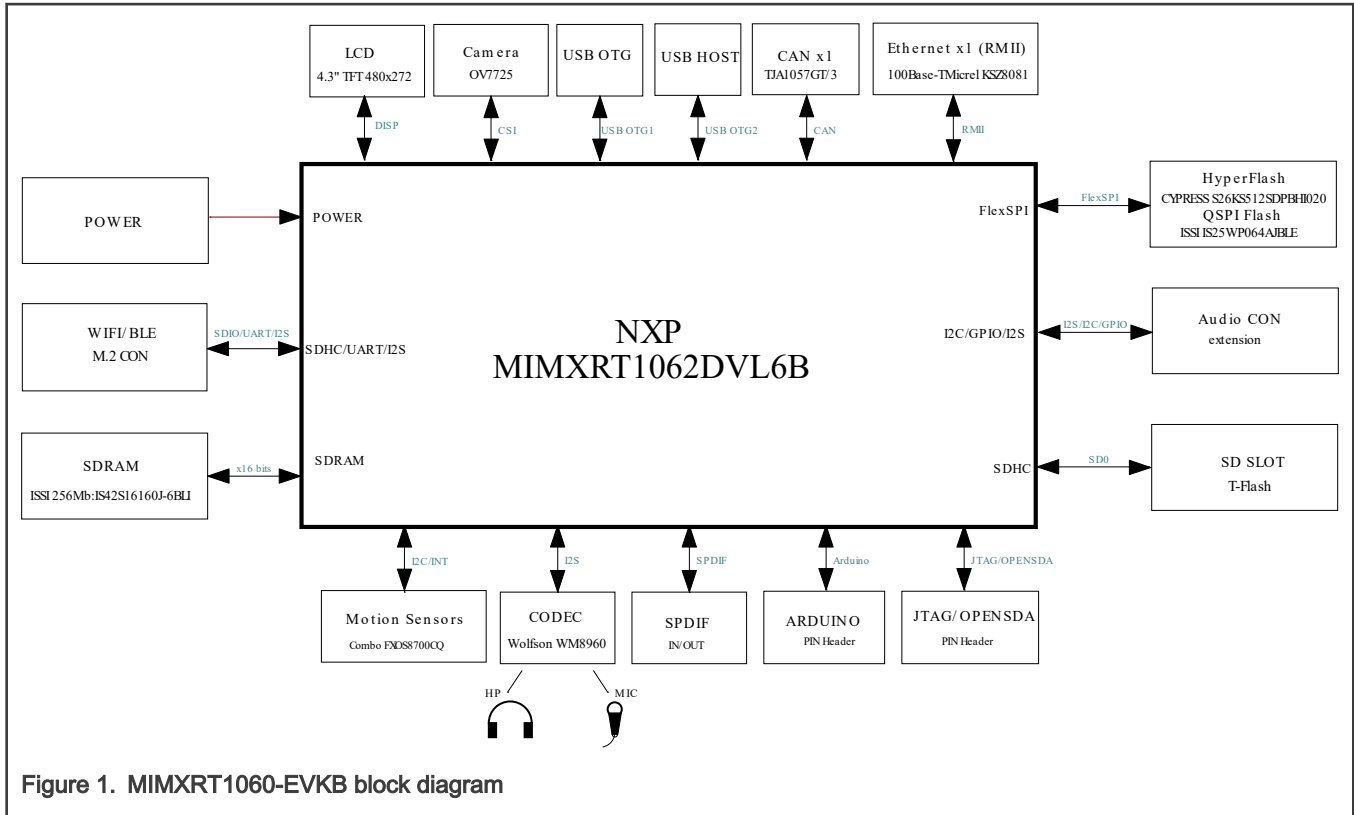 LCD
4.3" TFT 480x272
Camera
OV7725
USB OTG
USB HOST
CAN x1
TJA1057GT/3
Ethernet x1 (RMII)
100Base-TMicrel KSZ8081
DISP
CSI
USB OTG1
USB OTG2
CAN
RMII
POWER
POWER
FlexSPI
FlexSPI
HyperFlash
CYPRESS S26KS512SDPBHI020
QSPI Flash
ISSI IS25WP064AJBLE
WIFI/BLE
M.2 CON
SDIO/UART/I2S
SDHC/UART/I2S
NXP
MIMXRT1062DVL6B
I2C/GPIO/I2S
I2S/I2C/GPIO
Audio CON
extension
SDRAM
ISSI 256Mb:IS42S16160J-6BLI
x16 bits
SDRAM
SDHC
SD0
SD SLOT
T-Flash
I2C/INT
I2S
SPDIF
Arduino
JTAG/OPENSDA
Motion Sensors
Combo FXOS8700CQ
CODEC
Wolfson WM8960
SPDIF
IN/OUT
ARDUINO
PIN Header
JTAG/OPENSDA
PIN Header
HP
MIC
Figure 1. MIMXRT1060-EVKB block diagram